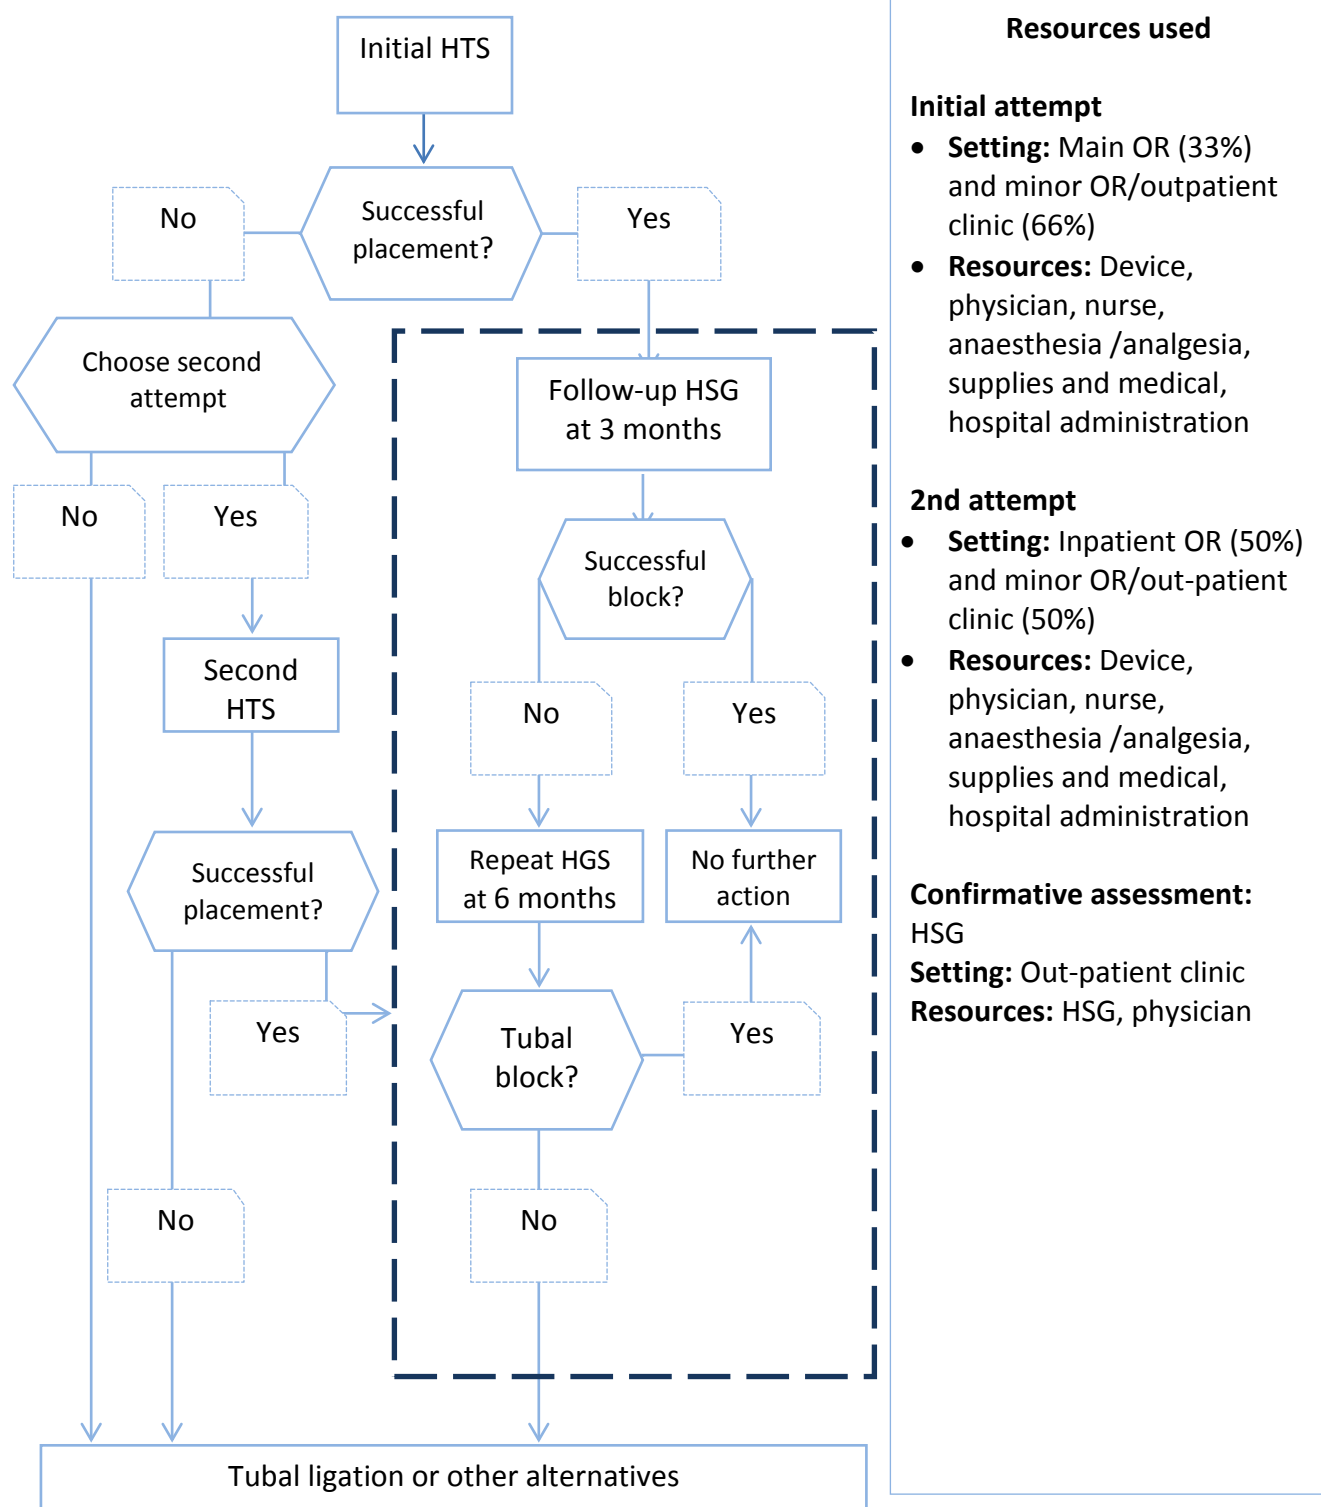 Initial HTS
Successful
placement?
No
Yes
Choose second
attempt
No
Yes
Second
HTS
Successful
placement?
Yes
No
Follow-up HSG
at 3 months
Successful
block?
No
Yes
Repeat HGS
at 6 months
No further
action
Tubal
block?
Yes
No
Tubal ligation or other alternatives
Resources used
Initial attempt
• Setting: Main OR (33%)
and minor OR/outpatient
clinic (66%)
• Resources: Device,
physician, nurse,
anaesthesia /analgesia,
supplies and medical,
hospital administration
2nd attempt
• Setting: Inpatient OR (50%)
and minor OR/out-patient
clinic (50%)
• Resources: Device,
physician, nurse,
anaesthesia /analgesia,
supplies and medical,
hospital administration
Confirmative assessment:
HSG
Setting: Out-patient clinic
Resources: HSG, physician